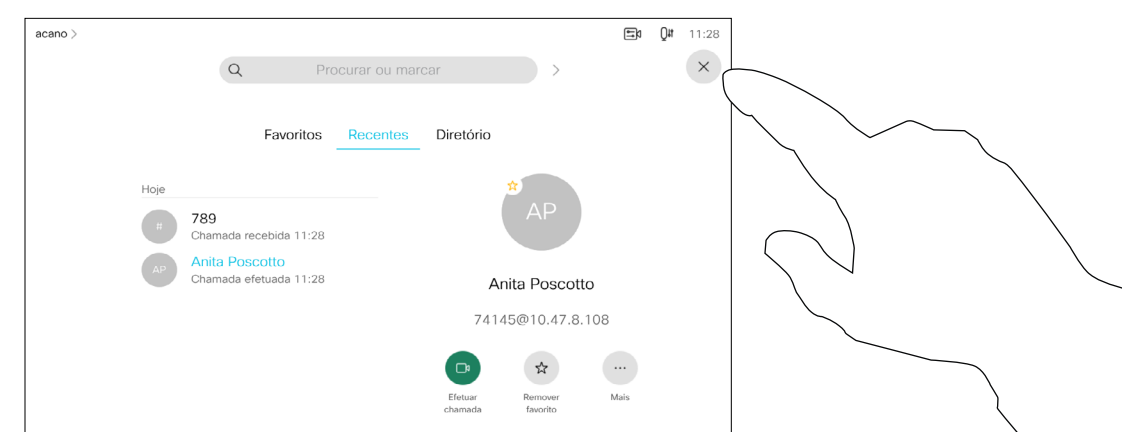 acano >
11:28
Procurar ou marcar
Favoritos Recentes Diretório
Hoje
#
789
Chamada recebida 11:28
AP
Anita Poscotto
Chamada efetuada 11:28
AP
Anita Poscotto
74145@10.47.8.108
Efetuar
chamada
Remover
favorito
Mais